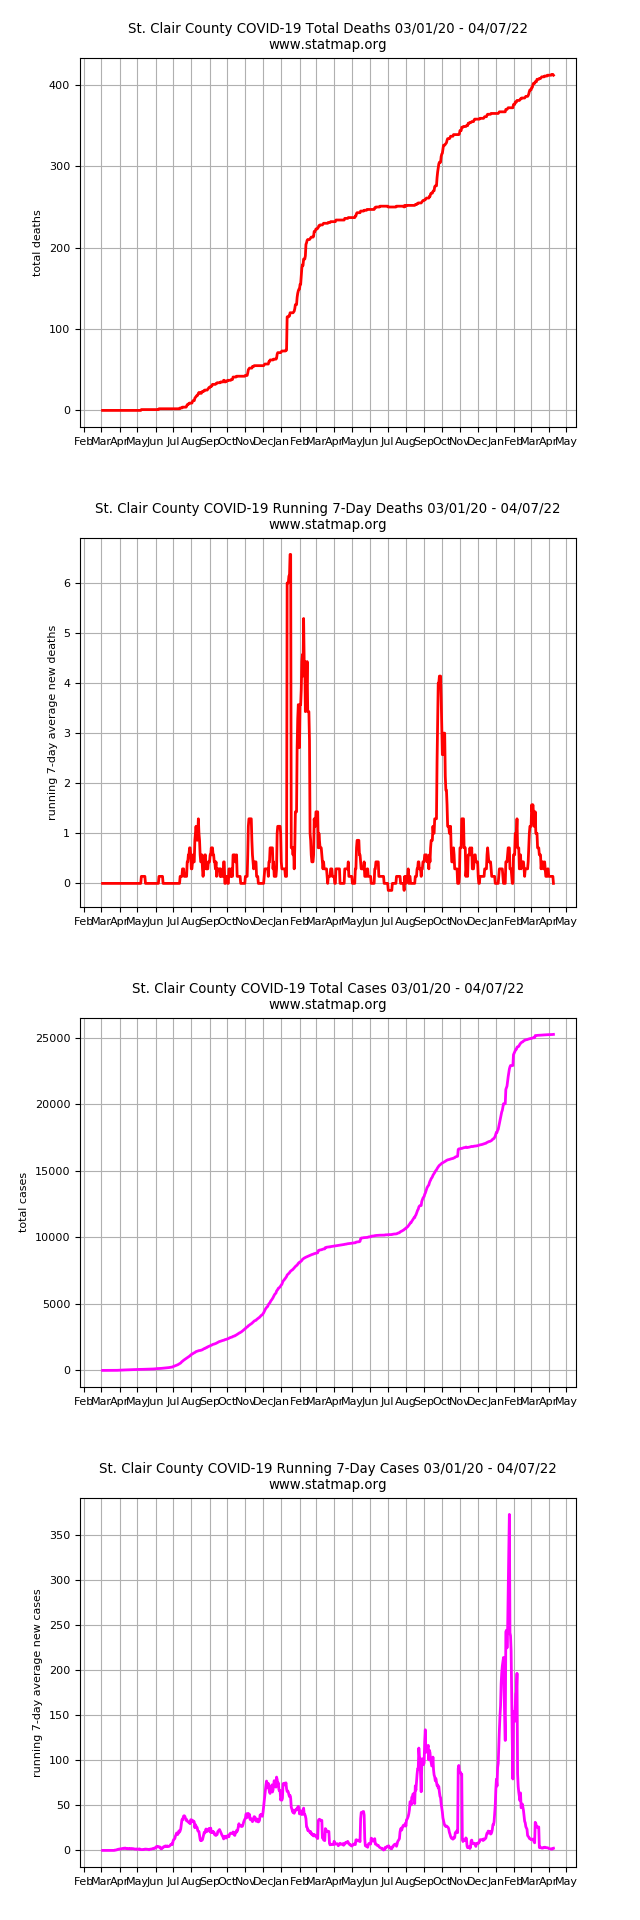 St. Clair County COVID-19 Total Deaths 03/01/20 - 04/07/22
www.statmap.org
400
300
200
100
0
total deaths
Feb Mar Apr May Jun Jul Aug Sep Oct Nov Dec Jan Feb Mar Apr May Jun Jul Aug Sep Oct Nov Dec Jan Feb Mar Apr May
St. Clair County COVID-19 Running 7-Day Deaths 03/01/20 - 04/07/22
www.statmap.org
6
5
4
3
2
1
0
running 7-day average new deaths
Feb Mar Apr May Jun Jul Aug Sep Oct Nov Dec Jan Feb Mar Apr May Jun Jul Aug Sep Oct Nov Dec Jan Feb Mar Apr May
St. Clair County COVID-19 Total Cases 03/01/20 - 04/07/22
www.statmap.org
25000
20000
15000
10000
5000
0
total cases
Feb Mar Apr May Jun Jul Aug Sep Oct Nov Dec Jan Feb Mar Apr May Jun Jul Aug Sep Oct Nov Dec Jan Feb Mar Apr May
St. Clair County COVID-19 Running 7-Day Cases 03/01/20 - 04/07/22
www.statmap.org
350
300
250
200
150
100
50
0
running 7-day average new cases
Feb Mar Apr May Jun Jul Aug Sep Oct Nov Dec Jan Feb Mar Apr May Jun Jul Aug Sep Oct Nov Dec Jan Feb Mar Apr May